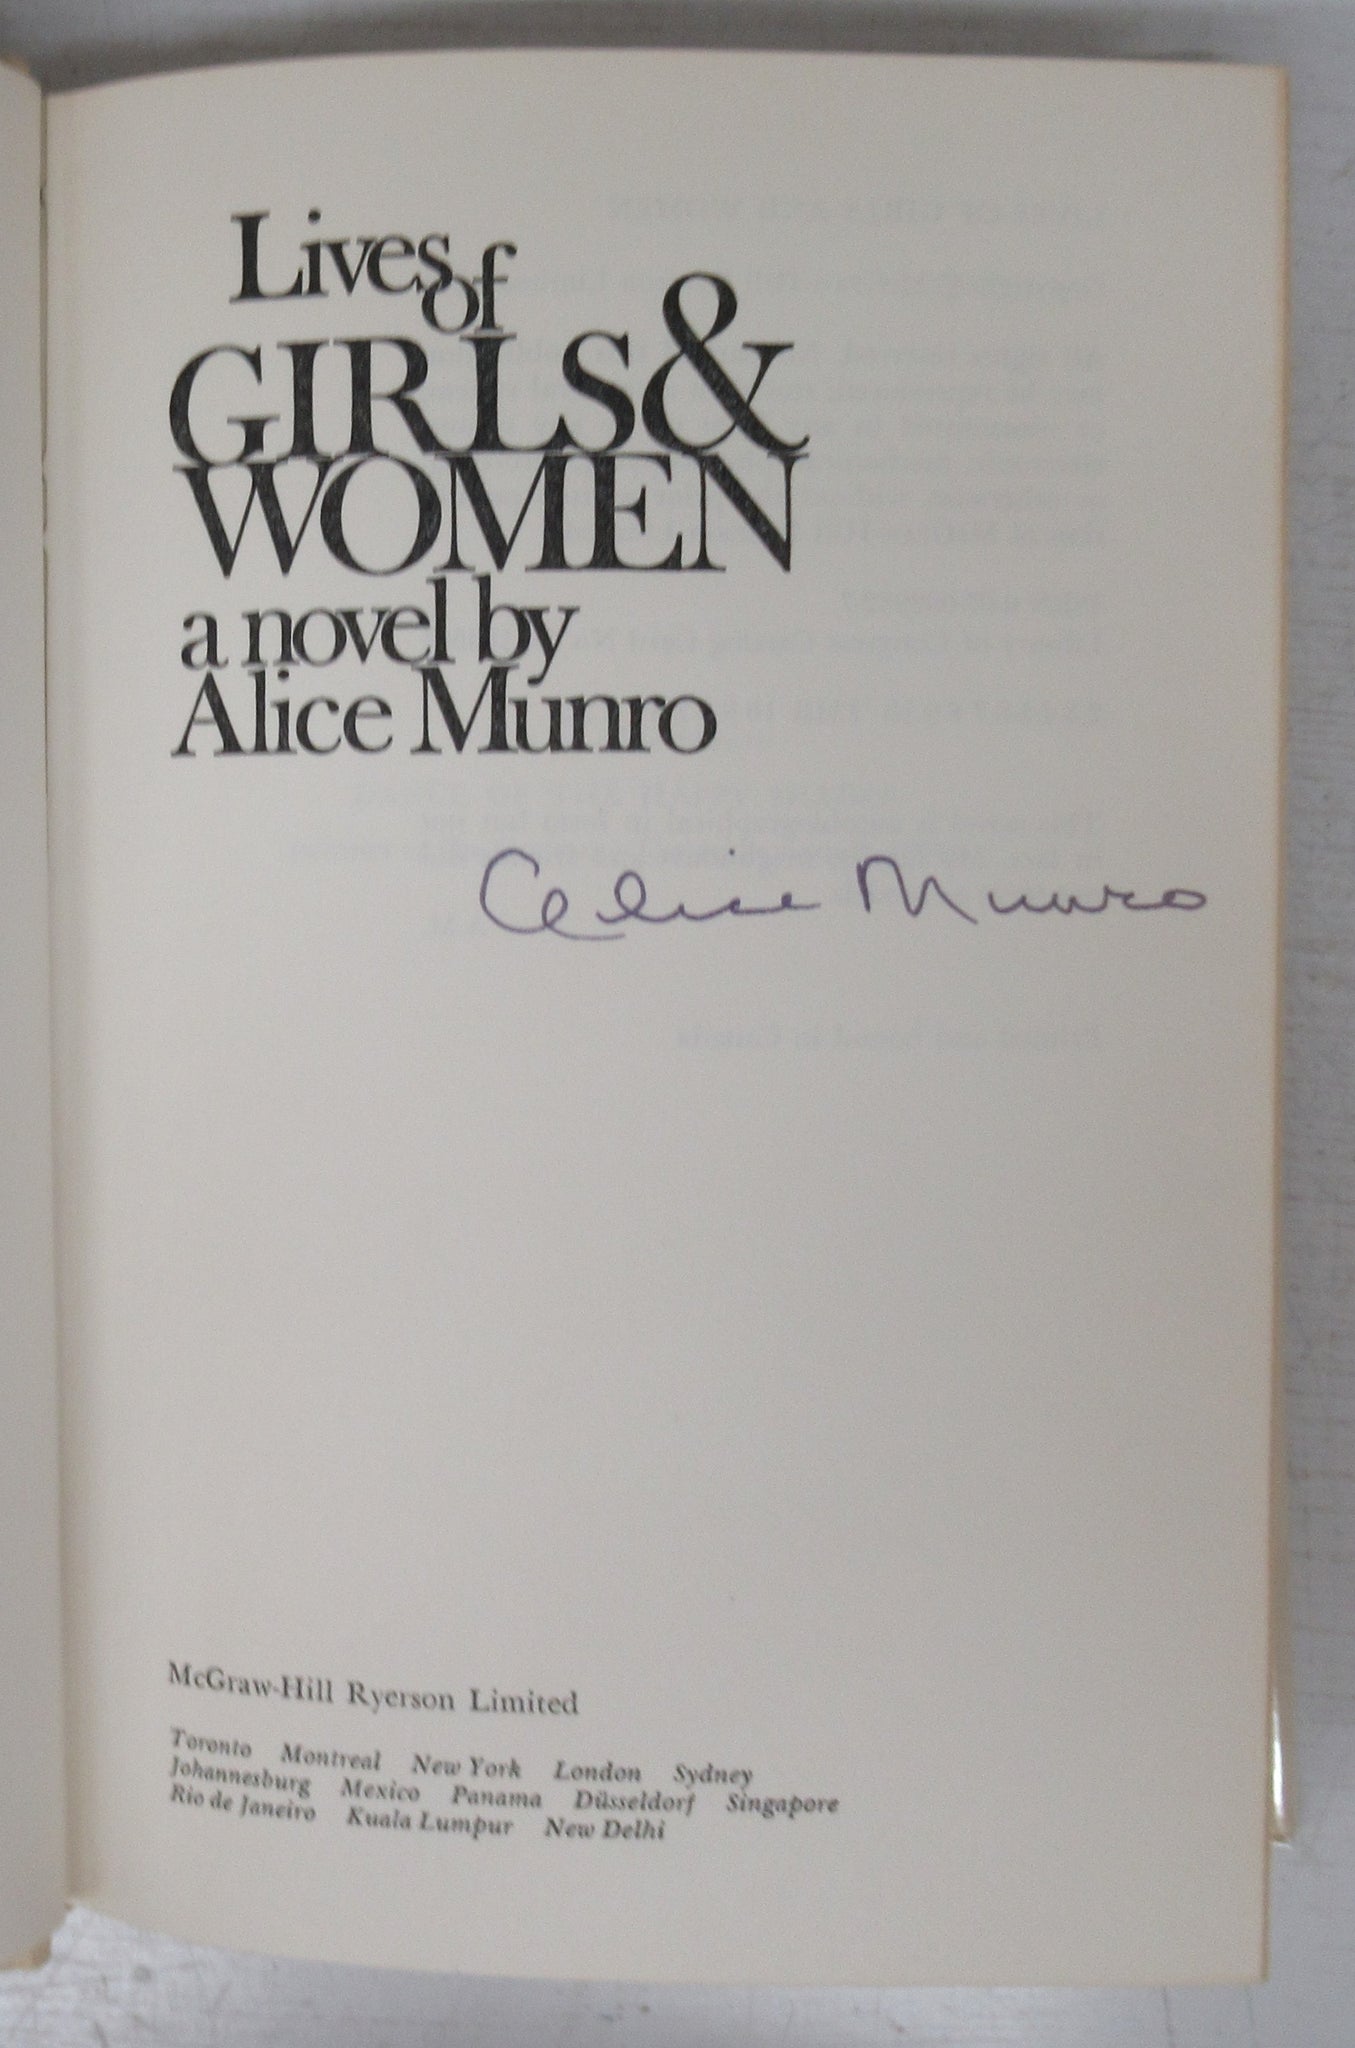 Lives of
GIRLS &
WOMEN
a novel by
Alice Munro
Alice Munro
McGraw-Hill Ryerson Limited
Toronto Montreal New York London Sydney
Johannesburg Mexico Panama Düsseldorf Singapore
Rio de Janeiro Kuala Lumpur New Delhi